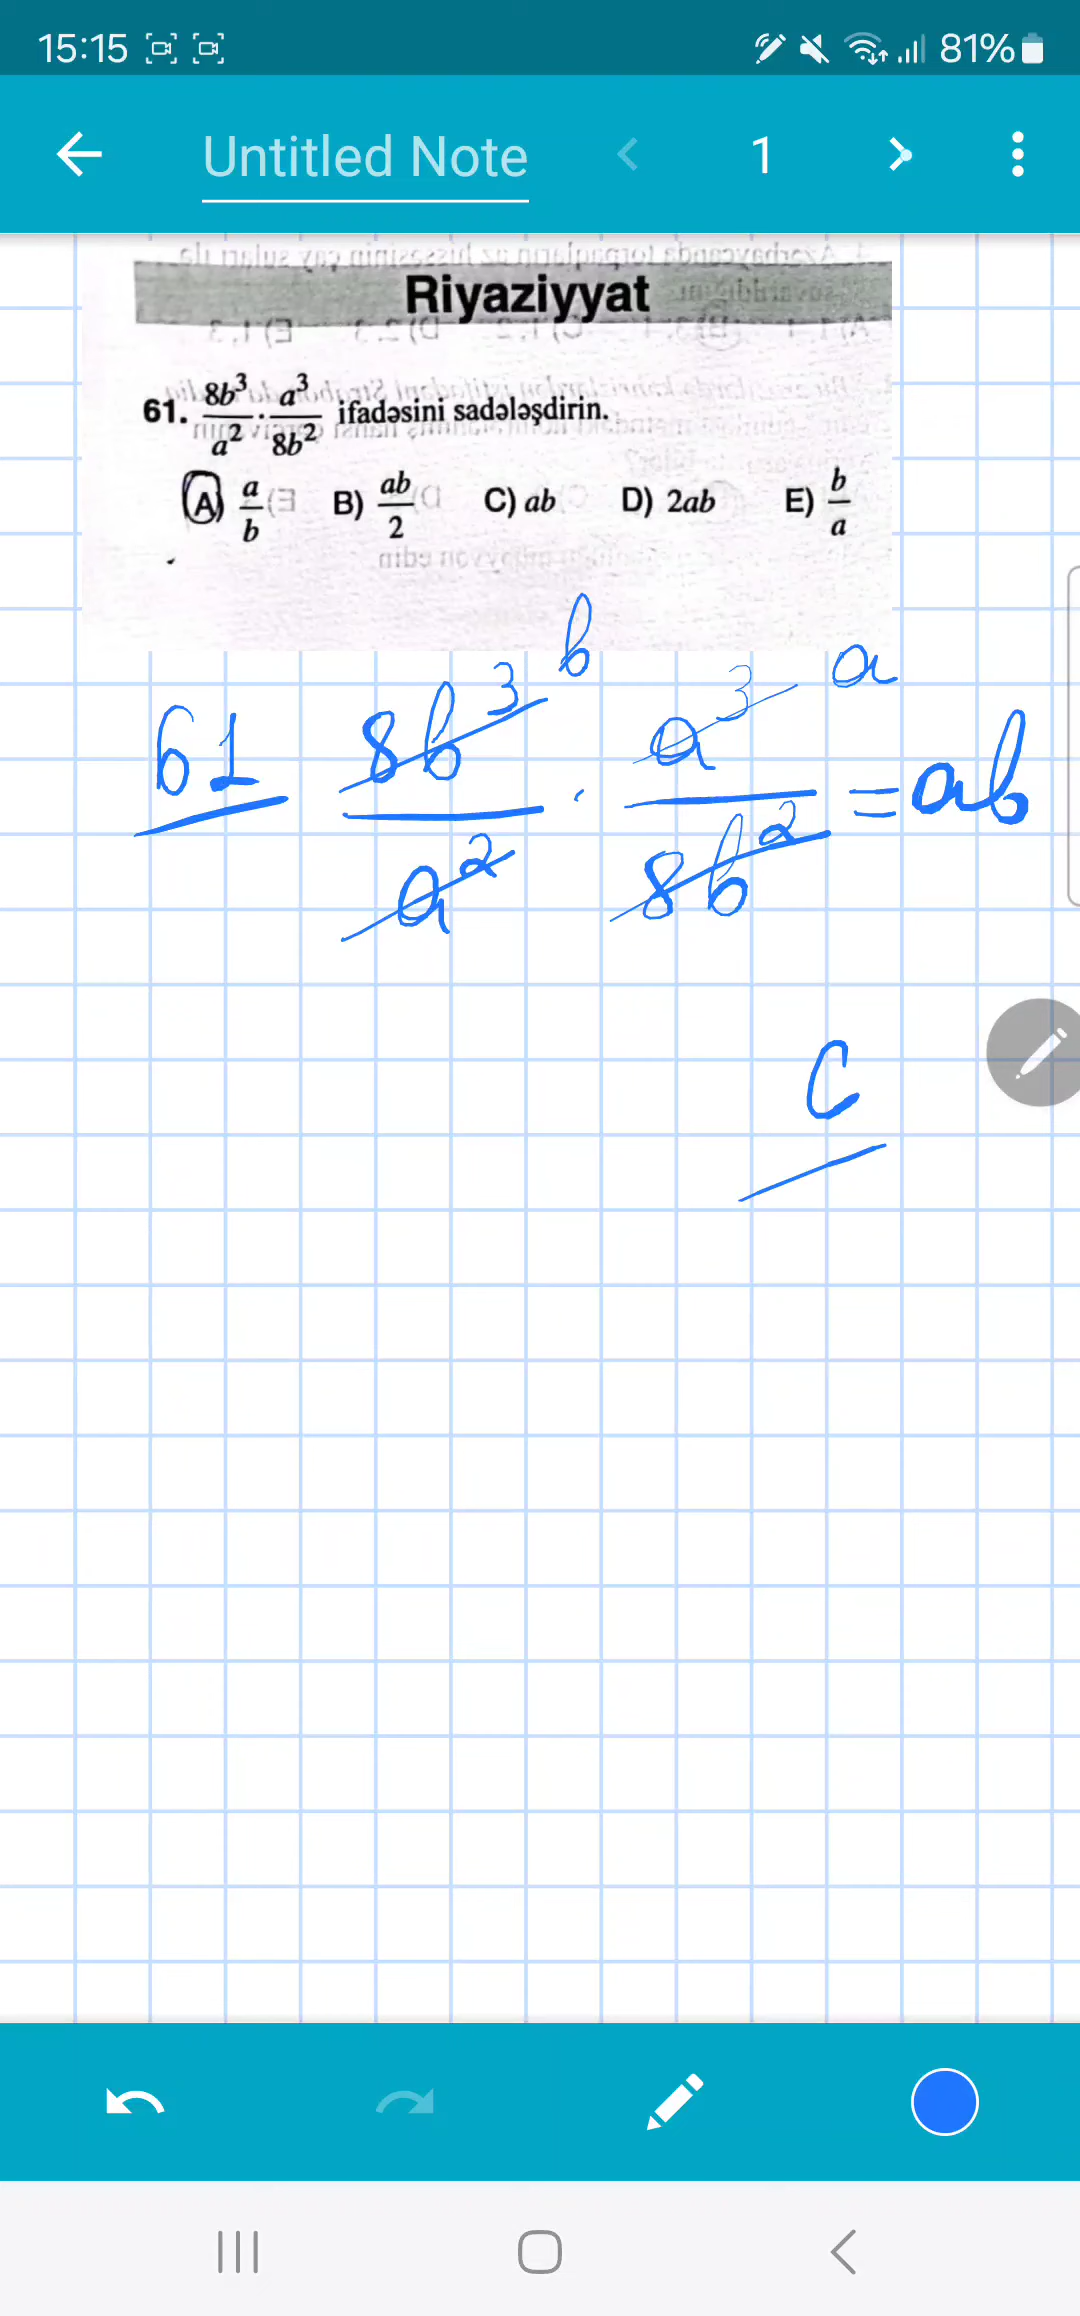 15:15 81%
Untitled Note 1
Riyaziyyat
61. 8b³/a² · a³/8b² ifadəsini sadələşdirin.
A) a/b B) ab/2 C) ab D) 2ab E) b/a
b a
61 8b³/a² · a³/8b² = ab
C